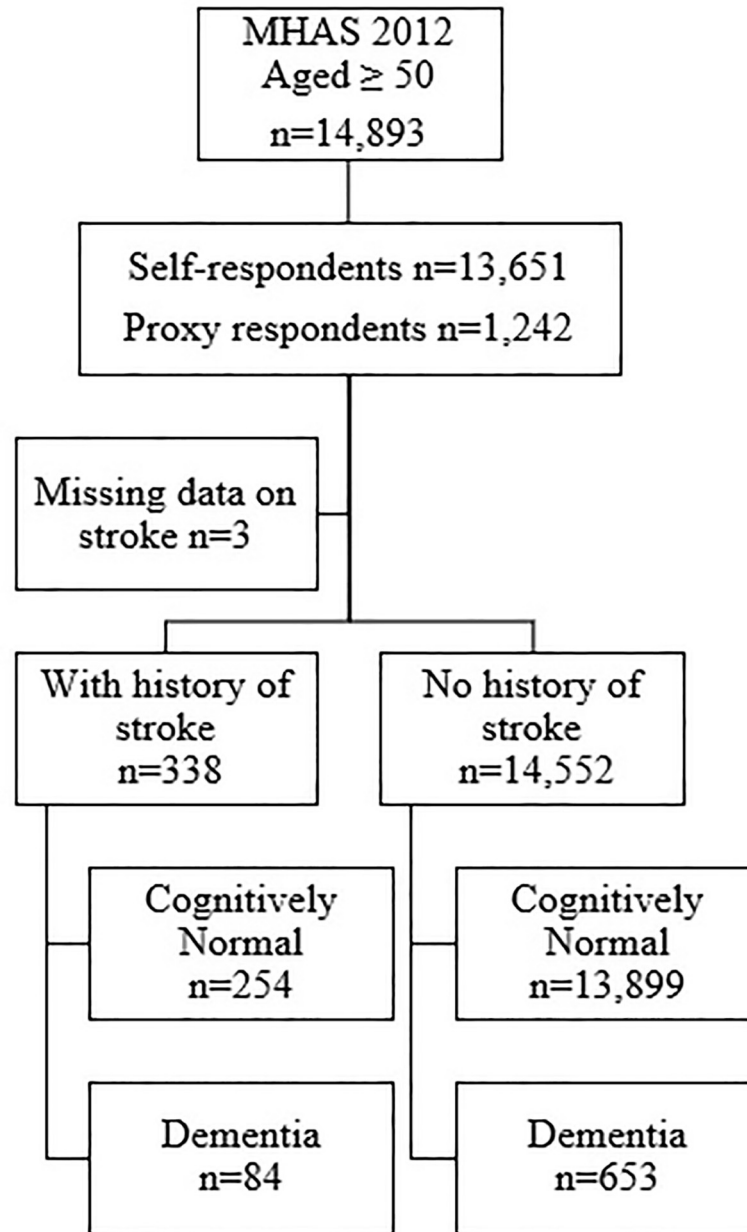 MHAS 2012
Aged ≥ 50
n=14,893
Self-respondents n=13,651
Proxy respondents n=1,242
Missing data on
stroke n=3
With history of
stroke
n=338
No history of
stroke
n=14,552
Cognitively
Normal
n=254
Cognitively
Normal
n=13,899
Dementia
n=84
Dementia
n=653